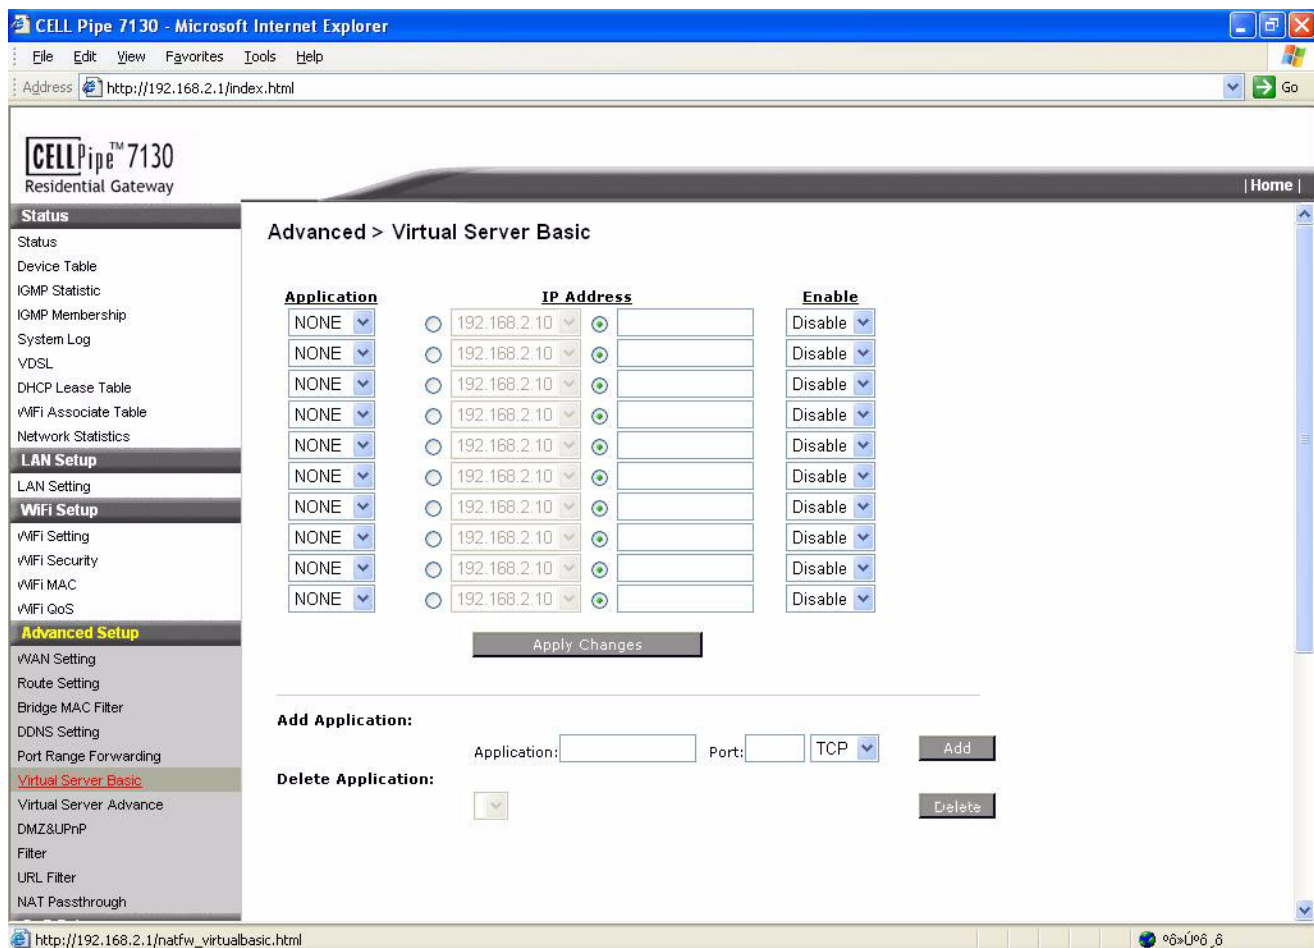 CELL Pipe 7130 - Microsoft Internet Explorer
File Edit View Favorites Tools Help
Address http://192.168.2.1/index.html Go
CELLPipe™ 7130
Residential Gateway
| Home |
Status
Status
Device Table
IGMP Statistic
IGMP Membership
System Log
VDSL
DHCP Lease Table
WiFi Associate Table
Network Statistics
LAN Setup
LAN Setting
WiFi Setup
WiFi Setting
WiFi Security
WiFi MAC
WiFi QoS
Advanced Setup
WAN Setting
Route Setting
Bridge MAC Filter
DDNS Setting
Port Range Forwarding
Virtual Server Basic
Virtual Server Advance
DMZ&UPnP
Filter
URL Filter
NAT Passthrough
Advanced > Virtual Server Basic
Application IP Address Enable
NONE 192.168.2.10 Disable
NONE 192.168.2.10 Disable
NONE 192.168.2.10 Disable
NONE 192.168.2.10 Disable
NONE 192.168.2.10 Disable
NONE 192.168.2.10 Disable
NONE 192.168.2.10 Disable
NONE 192.168.2.10 Disable
NONE 192.168.2.10 Disable
NONE 192.168.2.10 Disable
Apply Changes
Add Application:
Application: Port: TCP Add
Delete Application:
Delete
http://192.168.2.1/natfw_virtualbasic.html